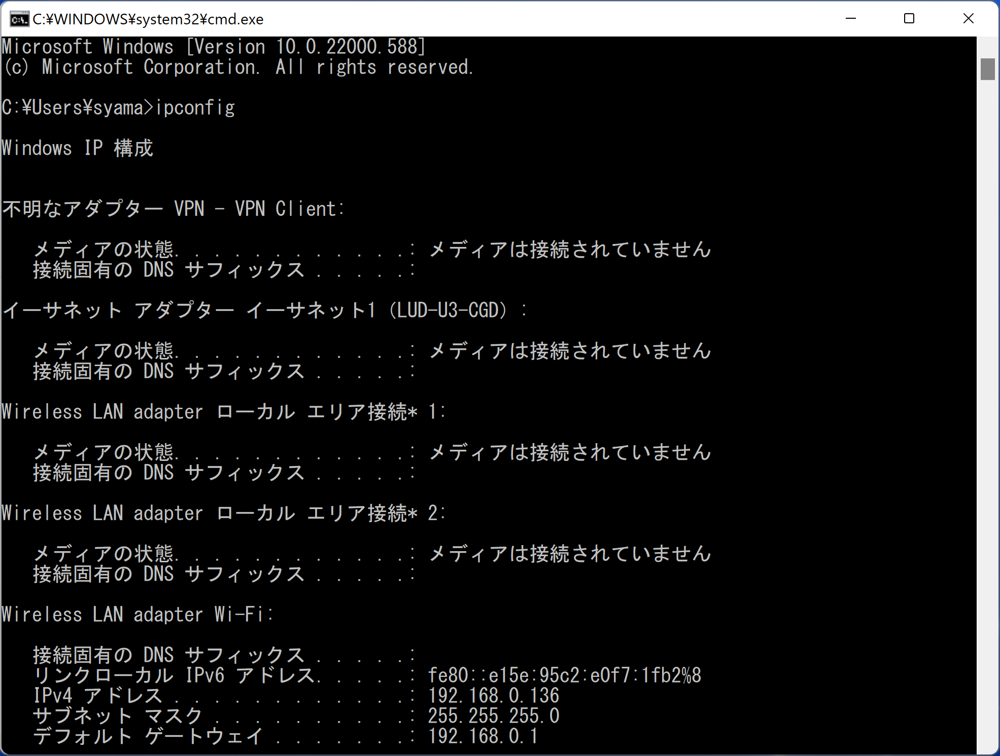 C:¥WINDOWS¥system32¥cmd.exe
Microsoft Windows [Version 10.0.22000.588]
(c) Microsoft Corporation. All rights reserved.
C:¥Users¥syama>ipconfig
Windows IP 構成
不明なアダプター VPN - VPN Client:
メディアの状態. . . . . . . . . . . .: メディアは接続されていません
接続固有の DNS サフィックス . . . . .:
イーサネット アダプター イーサネット1（LUD-U3-CGD）:
メディアの状態. . . . . . . . . . . .: メディアは接続されていません
接続固有の DNS サフィックス . . . . .:
Wireless LAN adapter ローカル エリア接続* 1:
メディアの状態. . . . . . . . . . . .: メディアは接続されていません
接続固有の DNS サフィックス . . . . .:
Wireless LAN adapter ローカル エリア接続* 2:
メディアの状態. . . . . . . . . . . .: メディアは接続されていません
接続固有の DNS サフィックス . . . . .:
Wireless LAN adapter Wi-Fi:
接続固有の DNS サフィックス . . . . .:
リンクローカル IPv6 アドレス. . . . .: fe80::e15e:95c2:e0f7:1fb2%8
IPv4 アドレス . . . . . . . . . . . .: 192.168.0.136
サブネット マスク . . . . . . . . . .: 255.255.255.0
デフォルト ゲートウェイ . . . . . . .: 192.168.0.1